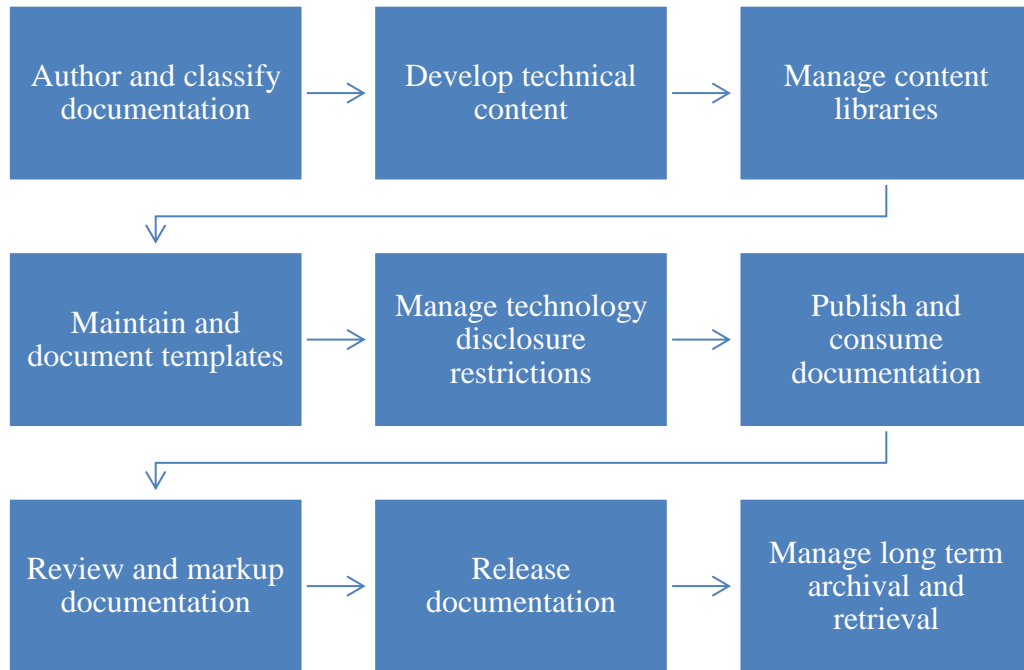 Author and classify
documentation
Develop technical
content
Manage content
libraries
Maintain and
document templates
Manage technology
disclosure
restrictions
Publish and
consume
documentation
Review and markup
documentation
Release
documentation
Manage long term
archival and
retrieval